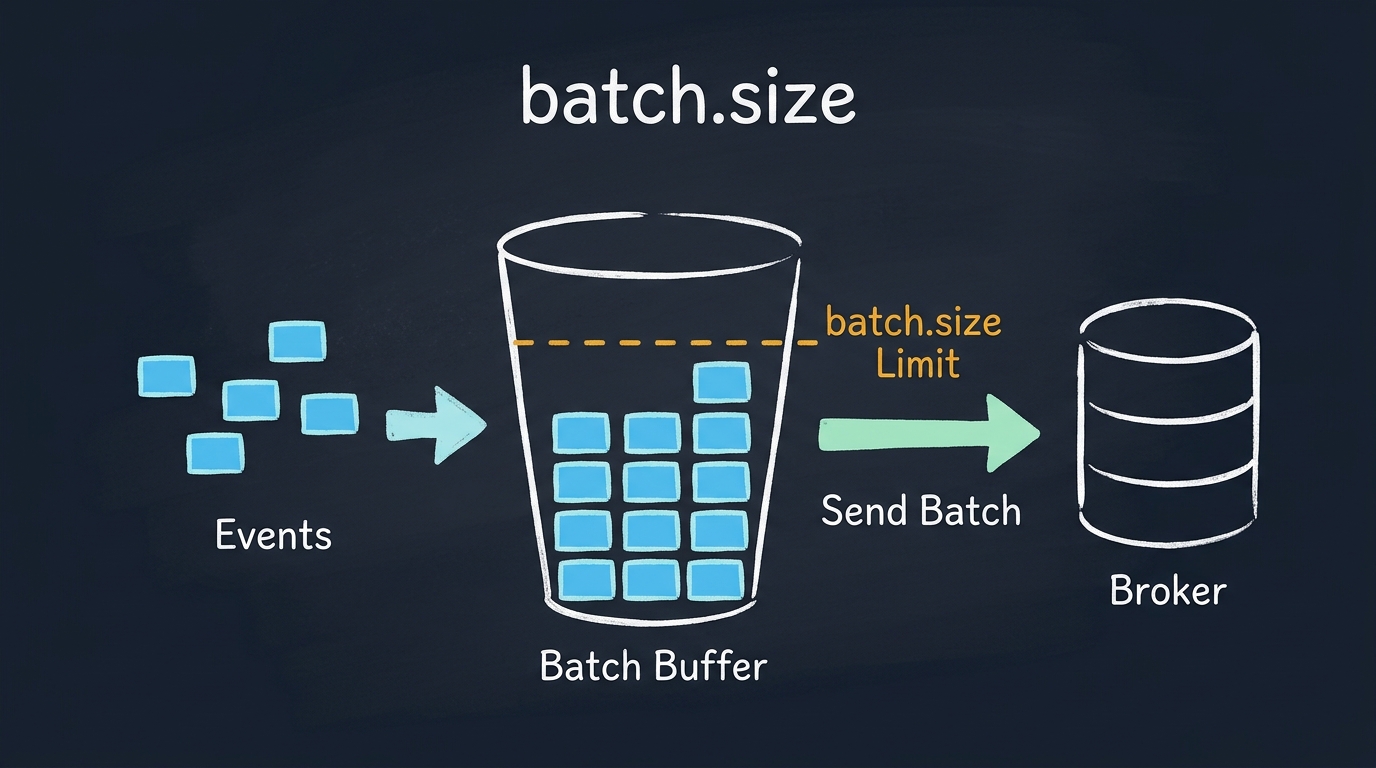 batch.size
batch.size
Limit
Send Batch
Events
Broker
Batch Buffer